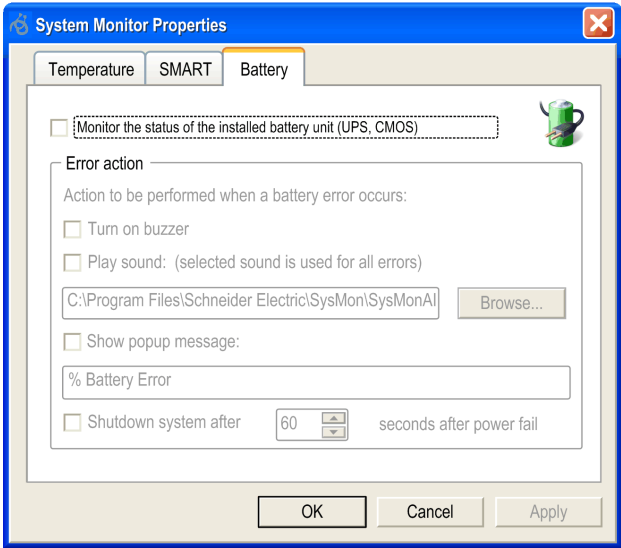 System Monitor Properties
Temperature SMART Battery
Monitor the status of the installed battery unit (UPS, CMOS)
Error action
Action to be performed when a battery error occurs:
Turn on buzzer
Play sound: (selected sound is used for all errors)
C:\Program Files\Schneider Electric\SysMon\SysMonAl Browse...
Show popup message:
% Battery Error
Shutdown system after 60 seconds after power fail
OK Cancel Apply